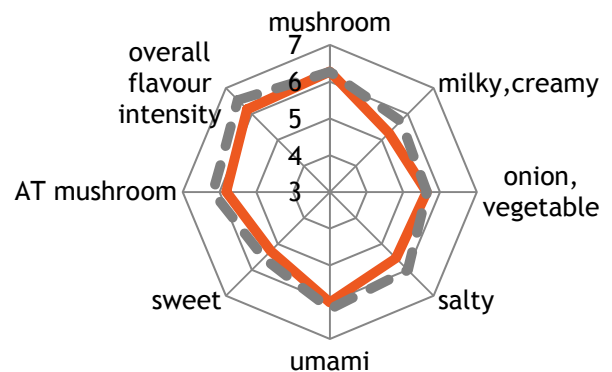 mushroom
7
6
5
4
3
milky,creamy
onion,
vegetable
salty
umami
sweet
AT mushroom
overall
flavour
intensity